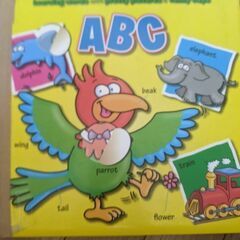 ABC
elephant
dolphin
beak
wing
parrot
train
tail
flower